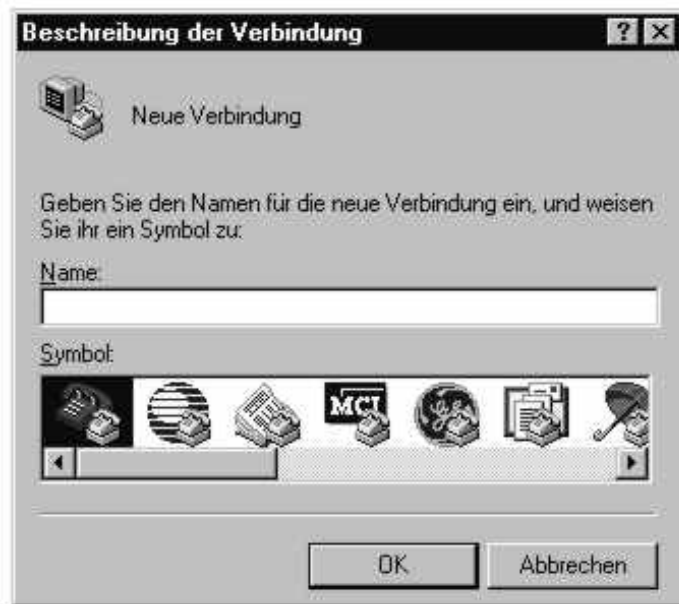 Beschreibung der Verbindung
Neue Verbindung
Geben Sie den Namen für die neue Verbindung ein, und weisen
Sie ihr ein Symbol zu:
Name:
Symbol:
MCI
OK
Abbrechen